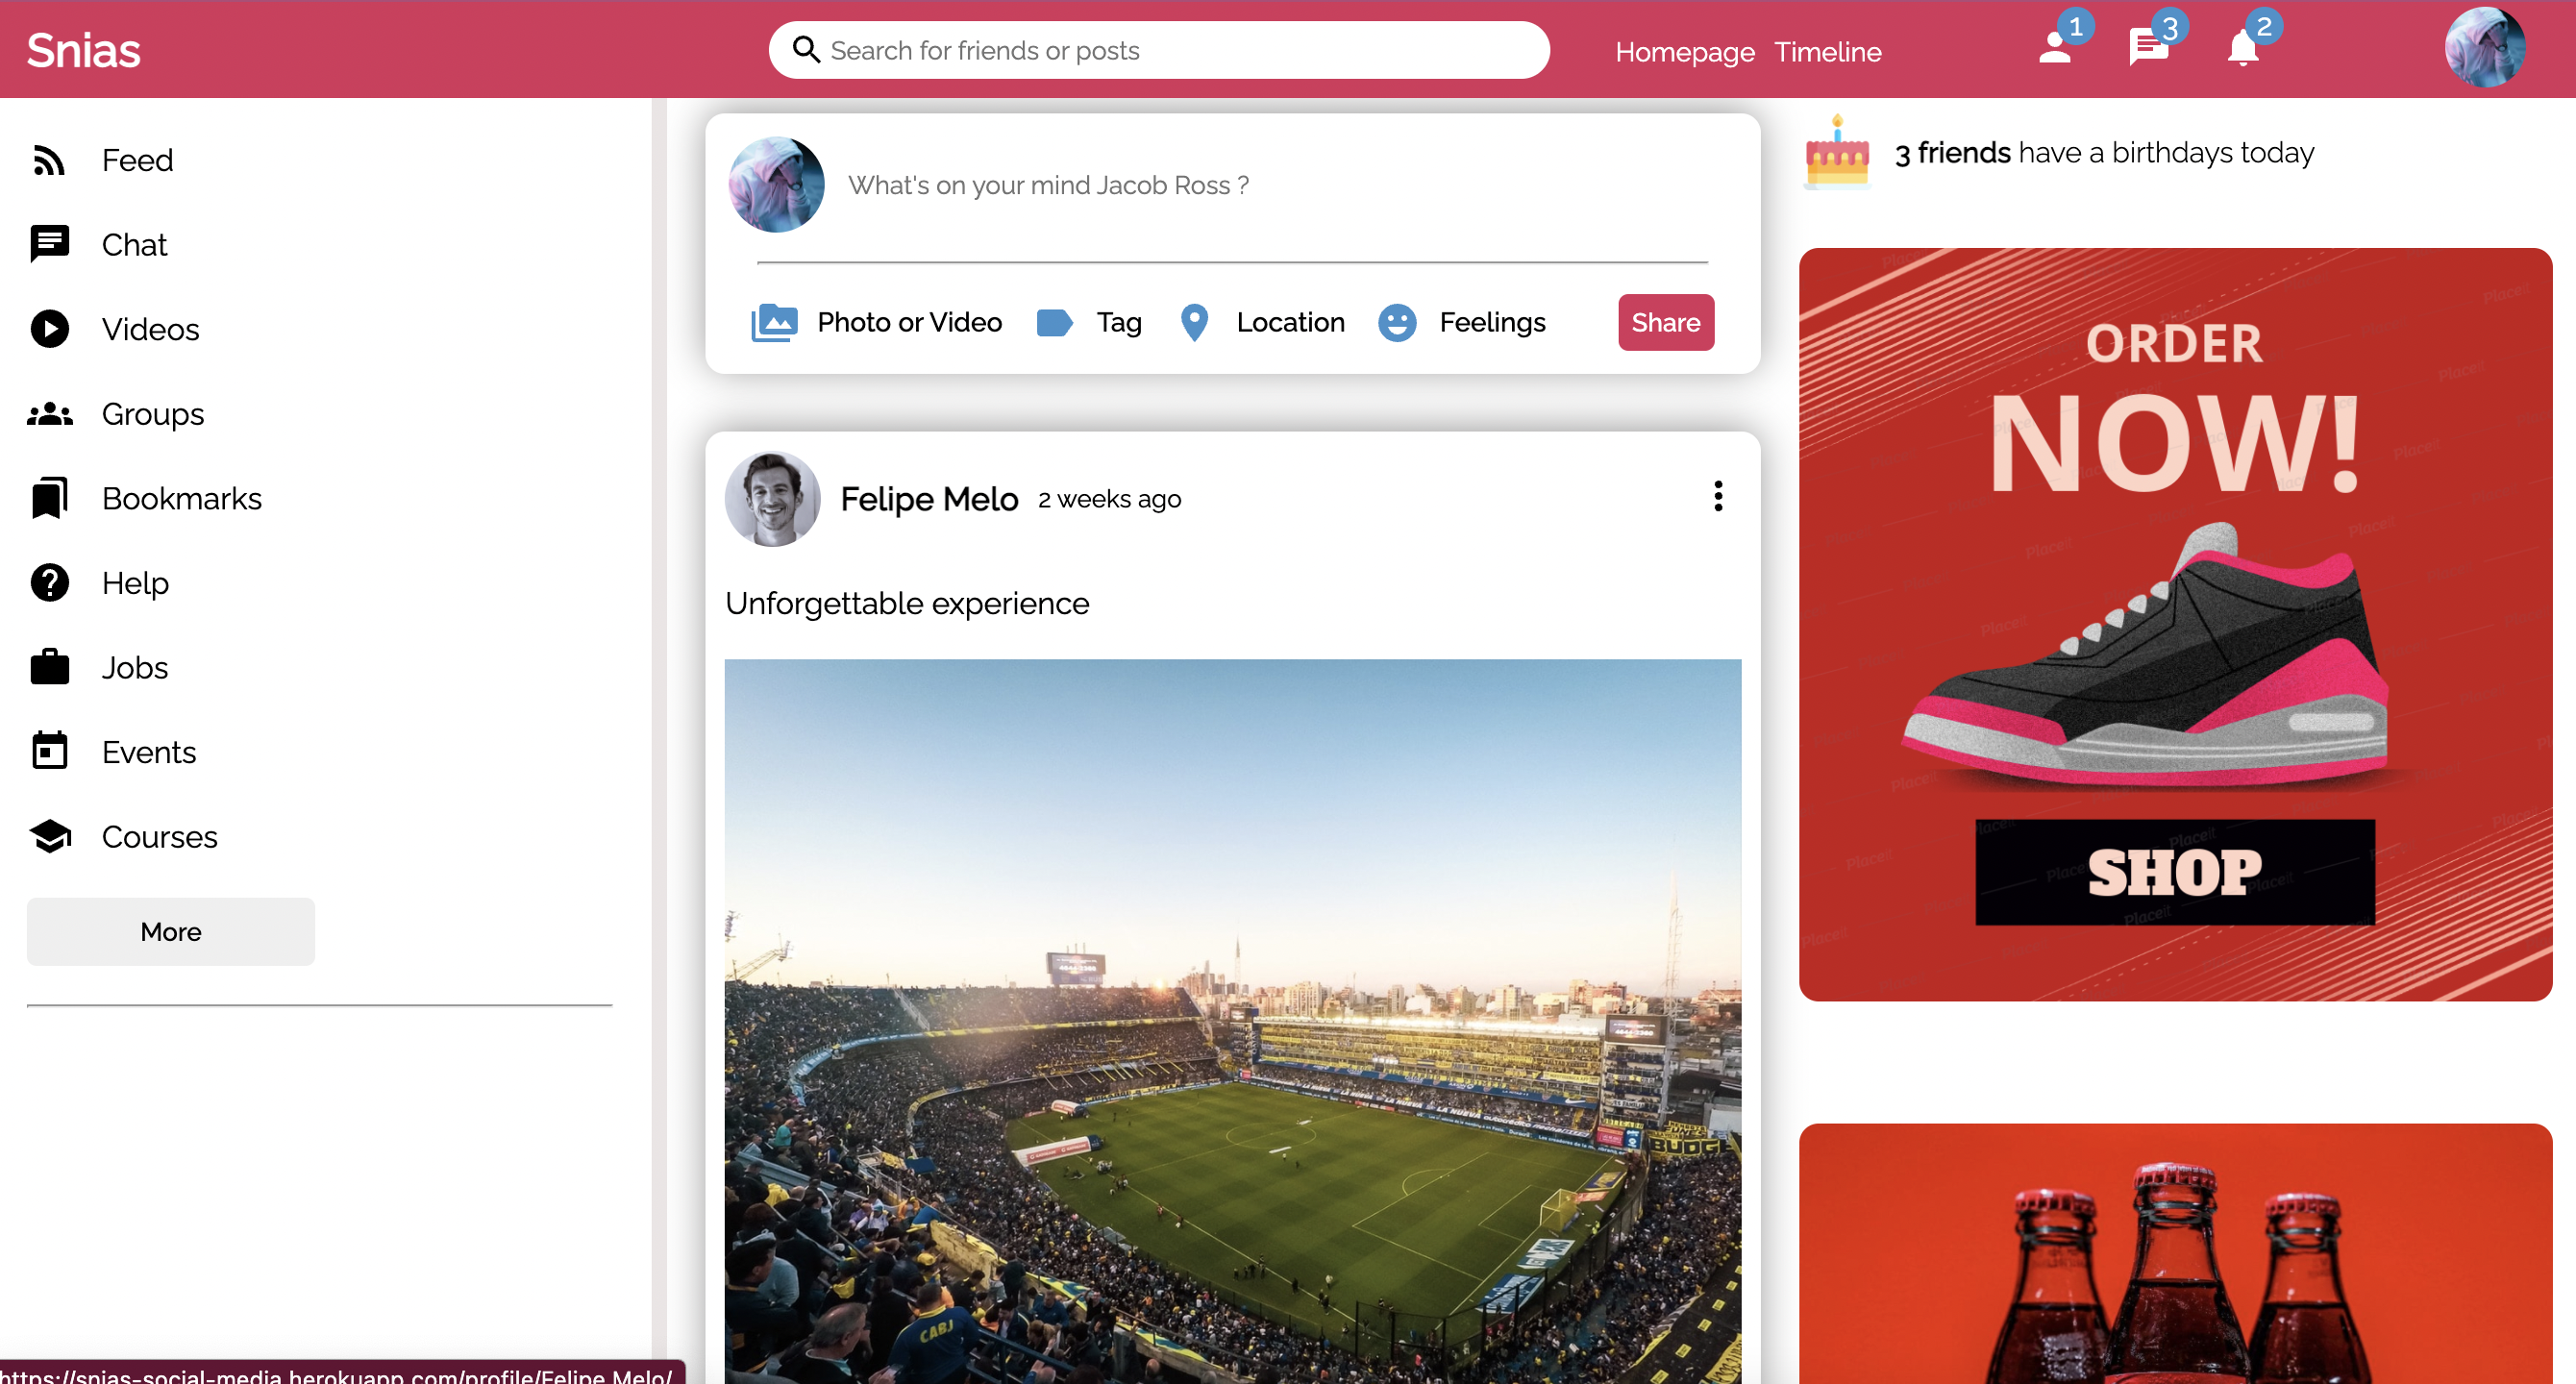 Snias
Search for friends or posts
Homepage Timeline
1
3
2
Feed
Chat
Videos
Groups
Bookmarks
Help
Jobs
Events
Courses
More
What's on your mind Jacob Ross ?
Photo or Video
Tag
Location
Feelings
Share
Felipe Melo 2 weeks ago
Unforgettable experience
CABJ
3 friends have a birthdays today
ORDER
NOW!
SHOP
Placeit
https://snias-social-media.herokuapp.com/profile/Felipe Melo/